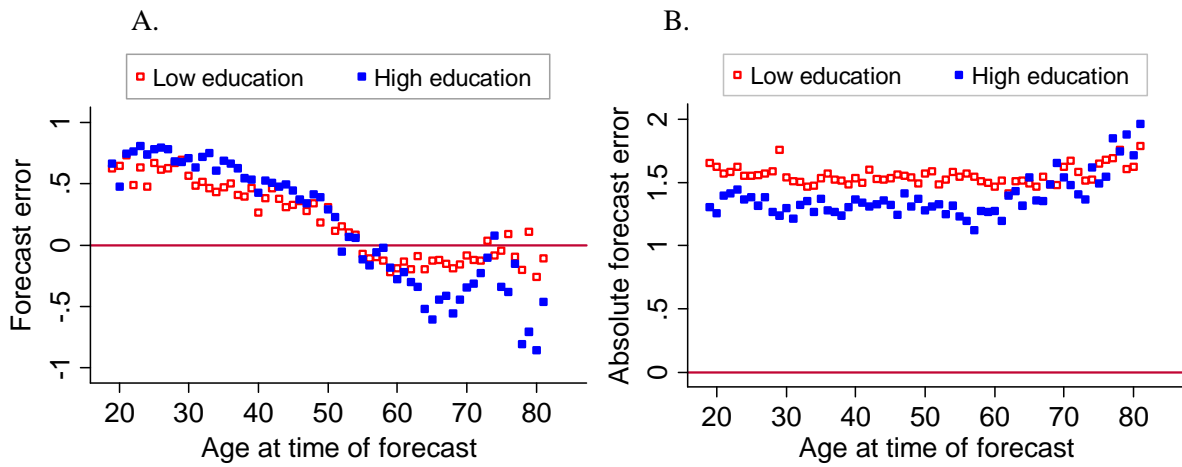 A.
Low education High education
Forecast error
1
.5
0
-.5
-1
20 30 40 50 60 70 80
Age at time of forecast
B.
Low education High education
Absolute forecast error
2
1.5
1
.5
0
20 30 40 50 60 70 80
Age at time of forecast